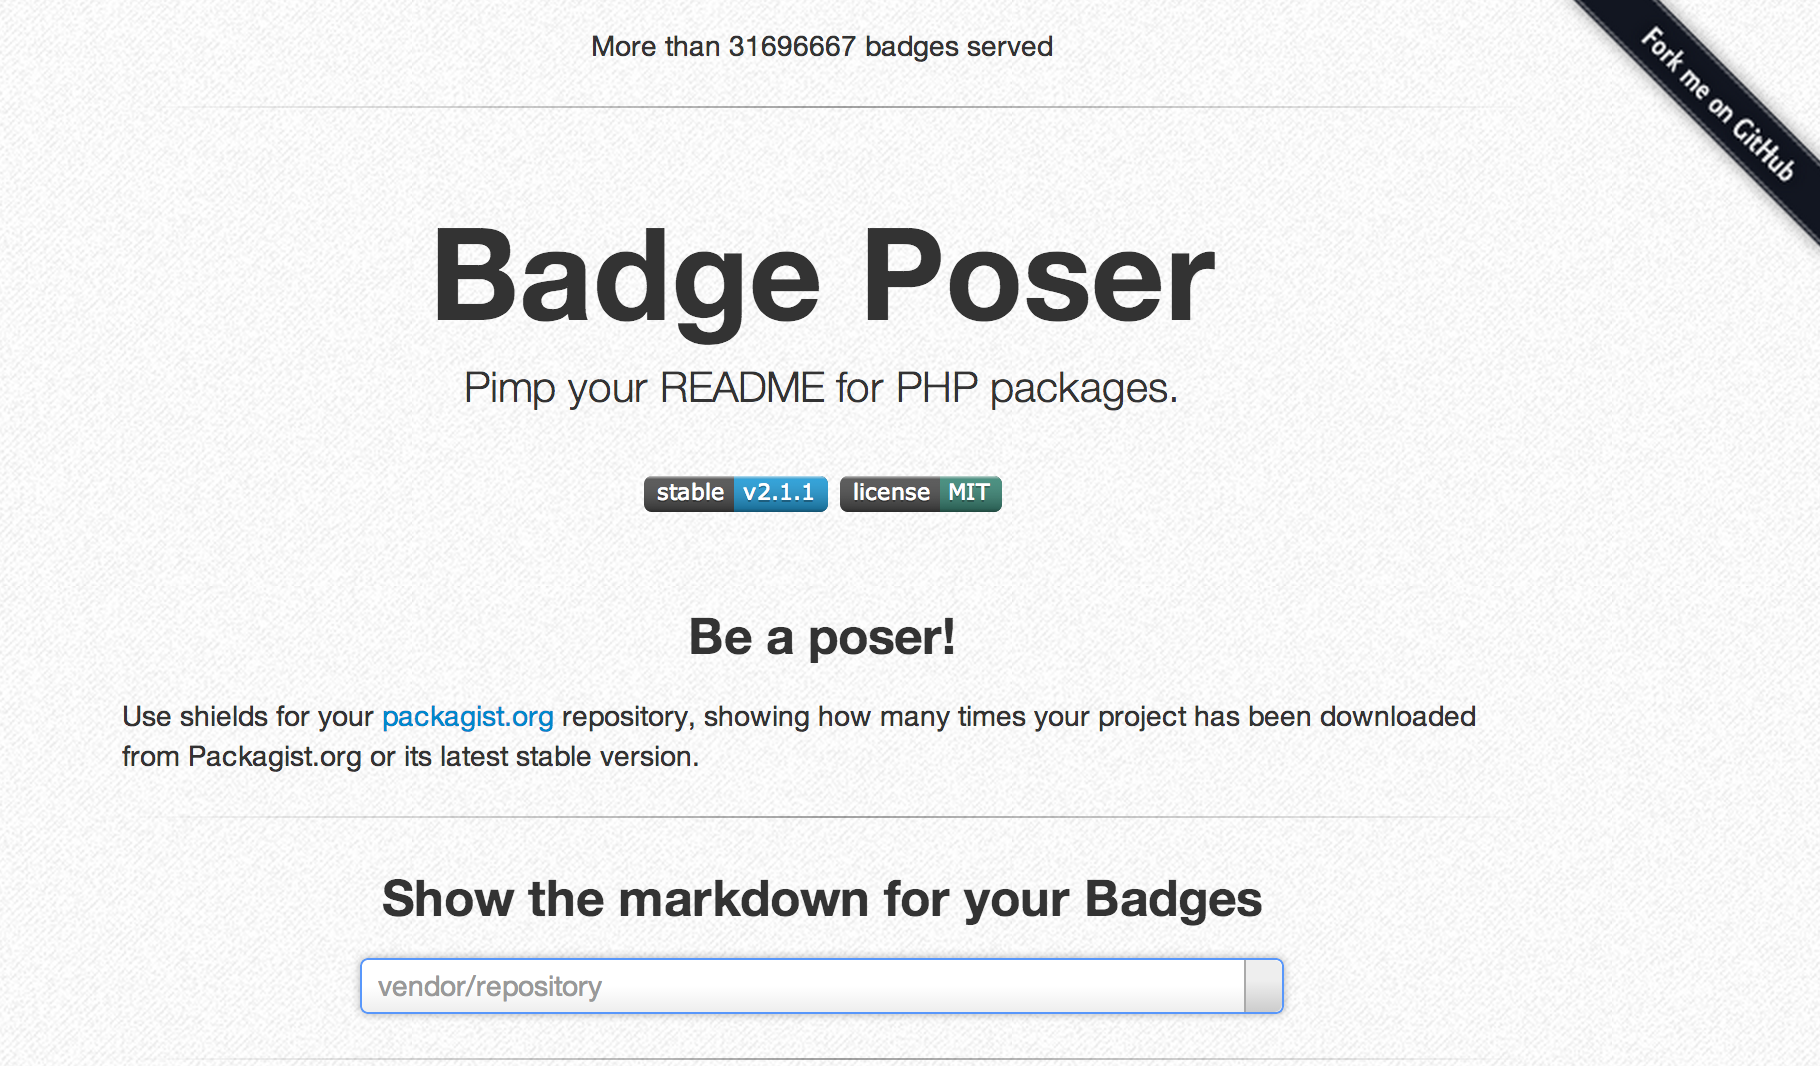 More than 31696667 badges served
Fork me on GitHub
Badge Poser
Pimp your README for PHP packages.
stable v2.1.1 license MIT
Be a poser!
Use shields for your packagist.org repository, showing how many times your project has been downloaded
from Packagist.org or its latest stable version.
Show the markdown for your Badges
vendor/repository